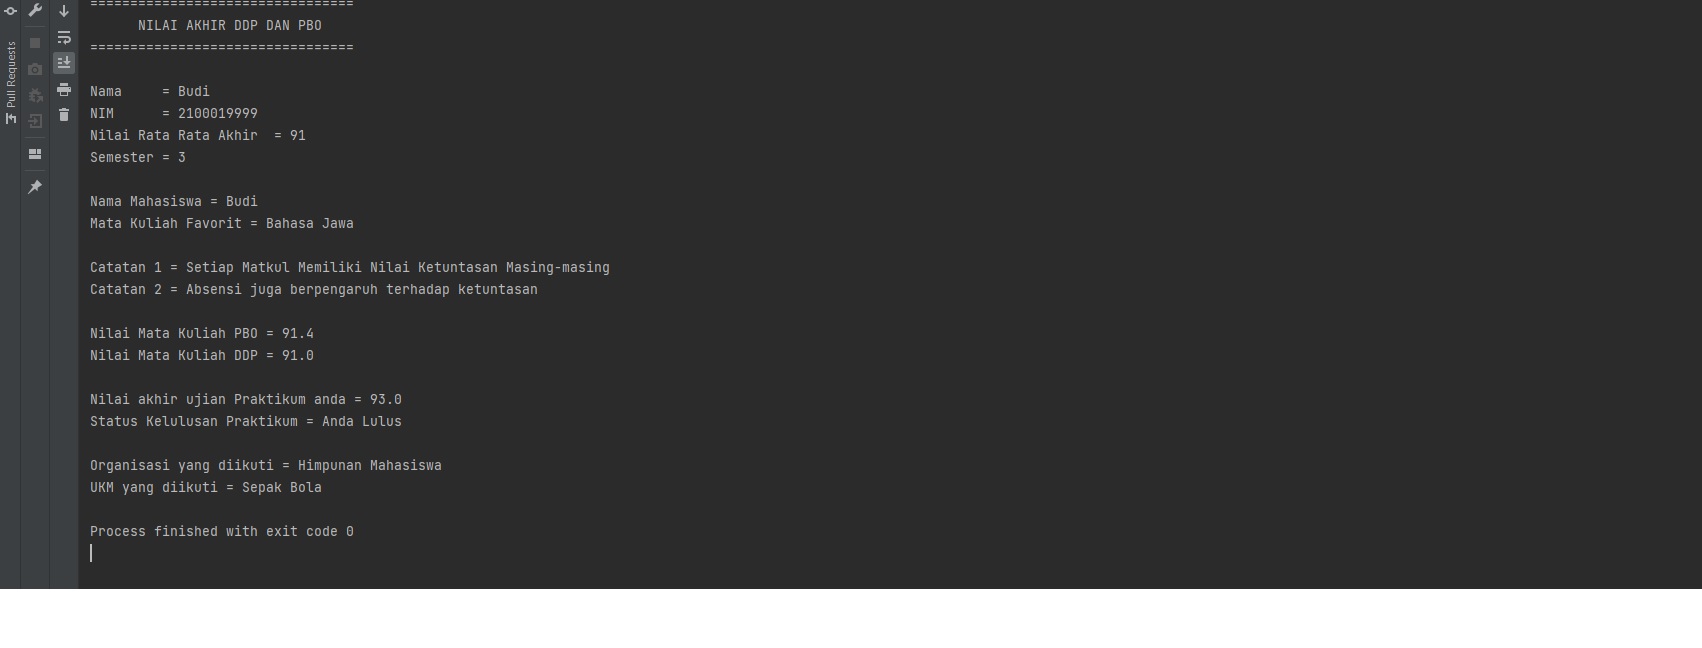 =================================
NILAI AKHIR DDP DAN PBO
=================================
Nama     = Budi
NIM      = 2100019999
Nilai Rata Rata Akhir  = 91
Semester = 3
Nama Mahasiswa = Budi
Mata Kuliah Favorit = Bahasa Jawa
Catatan 1 = Setiap Matkul Memiliki Nilai Ketuntasan Masing-masing
Catatan 2 = Absensi juga berpengaruh terhadap ketuntasan
Nilai Mata Kuliah PBO = 91.4
Nilai Mata Kuliah DDP = 91.0
Nilai akhir ujian Praktikum anda = 93.0
Status Kelulusan Praktikum = Anda Lulus
Organisasi yang diikuti = Himpunan Mahasiswa
UKM yang diikuti = Sepak Bola
Process finished with exit code 0
Pull Requests